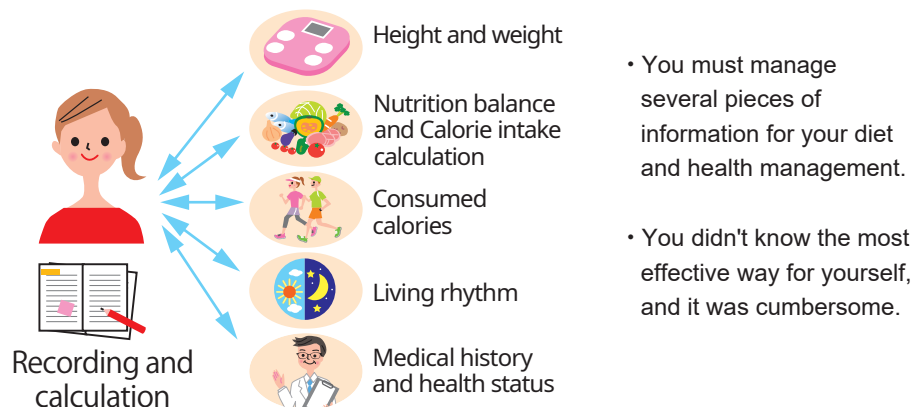 Height and weight
Nutrition balance
and Calorie intake
calculation
Consumed
calories
Living rhythm
Medical history
and health status
Recording and
calculation
・You must manage
several pieces of
information for your diet
and health management.
・You didn't know the most
effective way for yourself,
and it was cumbersome.